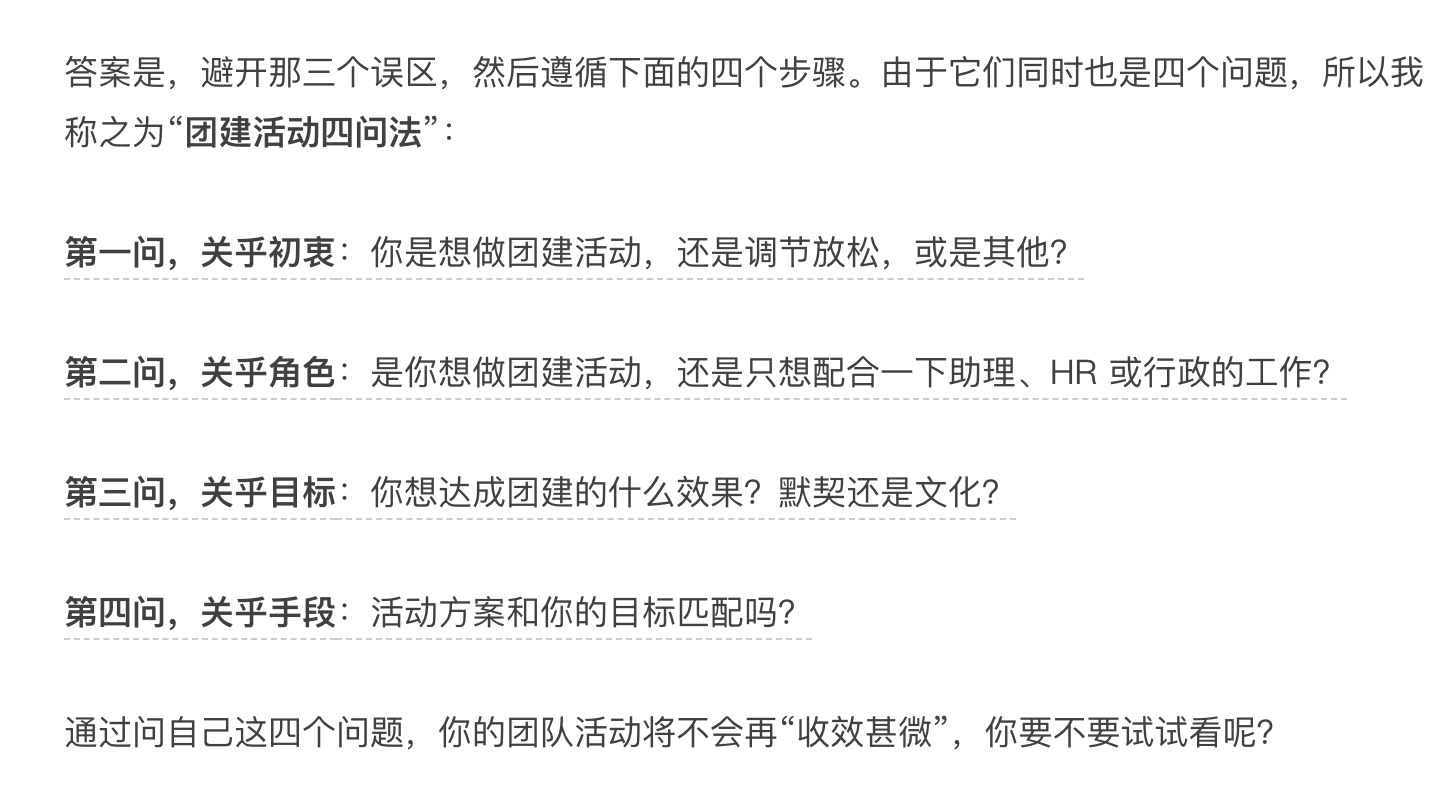 答案是，避开那三个误区，然后遵循下面的四个步骤。由于它们同时也是四个问题，所以我
称之为“团建活动四问法”：
第一问，关乎初衷：你是想做团建活动，还是调节放松，或是其他？
第二问，关乎角色：是你想做团建活动，还是只想配合一下助理、HR 或行政的工作？
第三问，关乎目标：你想达成团建的什么效果？默契还是文化？
第四问，关乎手段：活动方案和你的目标匹配吗？
通过问自己这四个问题，你的团队活动将不会再“收效甚微”，你要不要试试看呢？